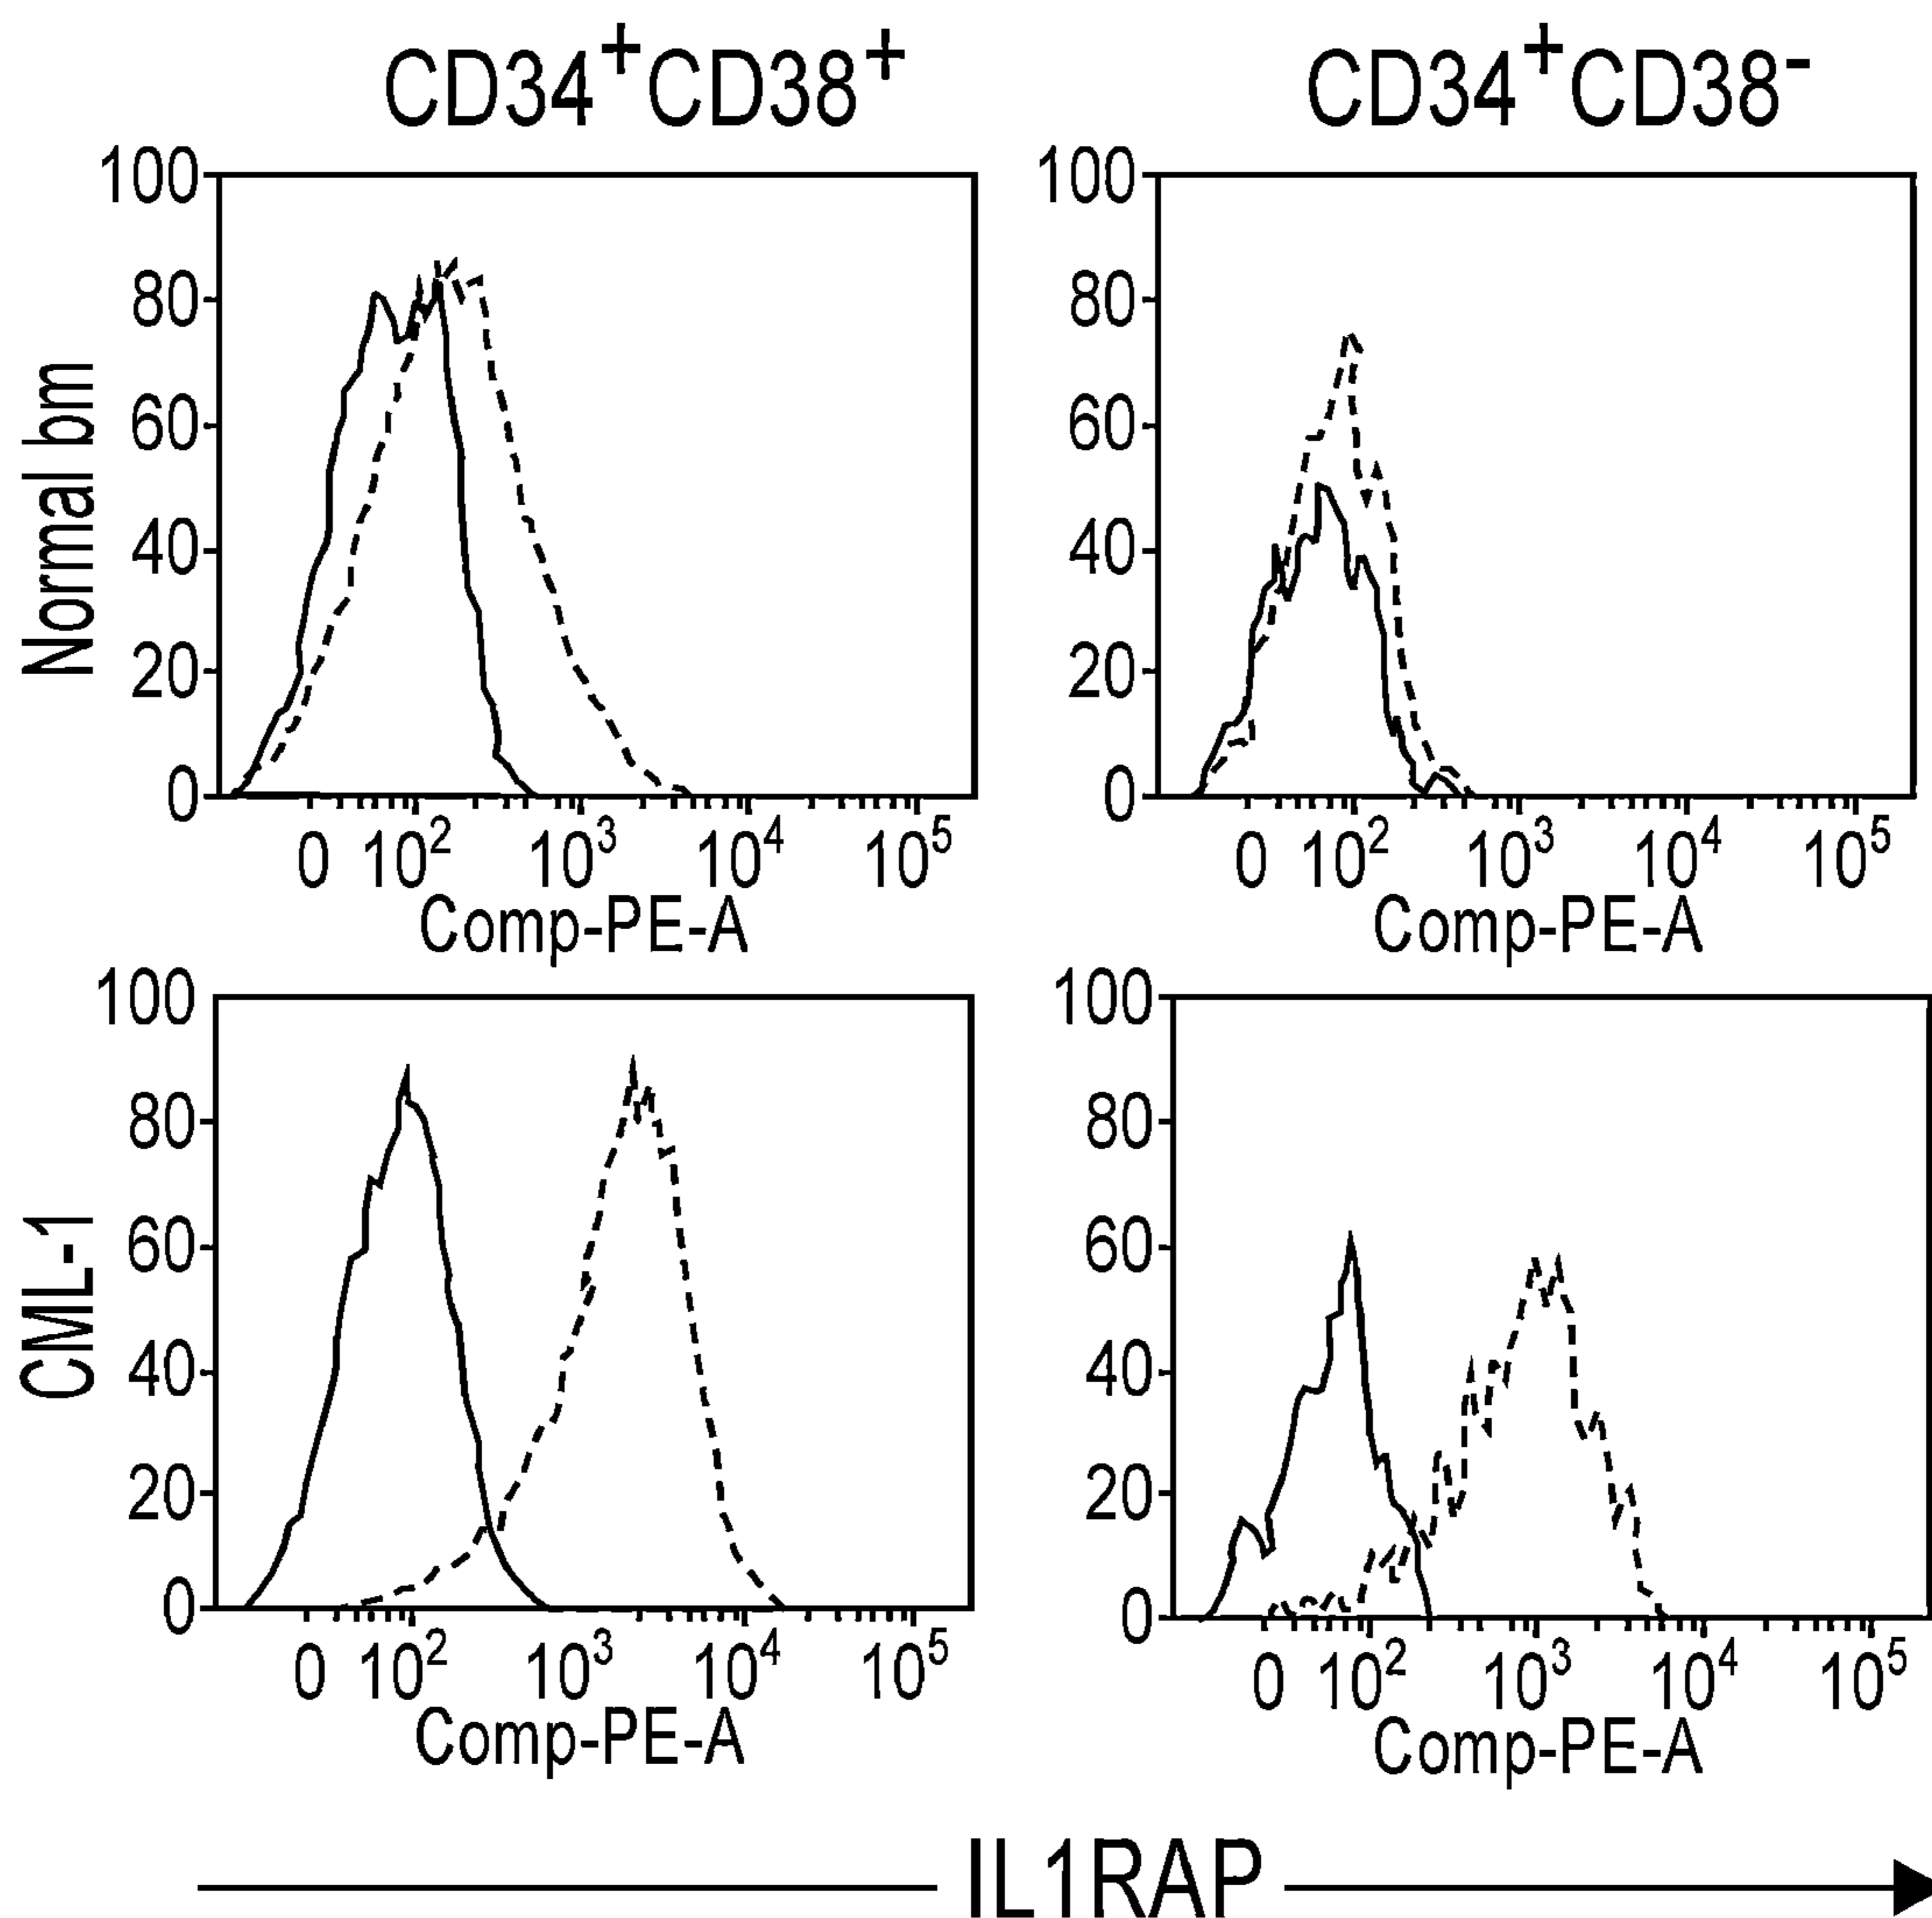 CD34⁺CD38⁺ CD34⁺CD38⁻
Normal bm
100 80 60 40 20 0
0 10² 10³ 10⁴ 10⁵
Comp-PE-A
100 80 60 40 20 0
0 10² 10³ 10⁴ 10⁵
Comp-PE-A
CML-1
100 80 60 40 20 0
0 10² 10³ 10⁴ 10⁵
Comp-PE-A
100 80 60 40 20 0
0 10² 10³ 10⁴ 10⁵
Comp-PE-A
IL1RAP